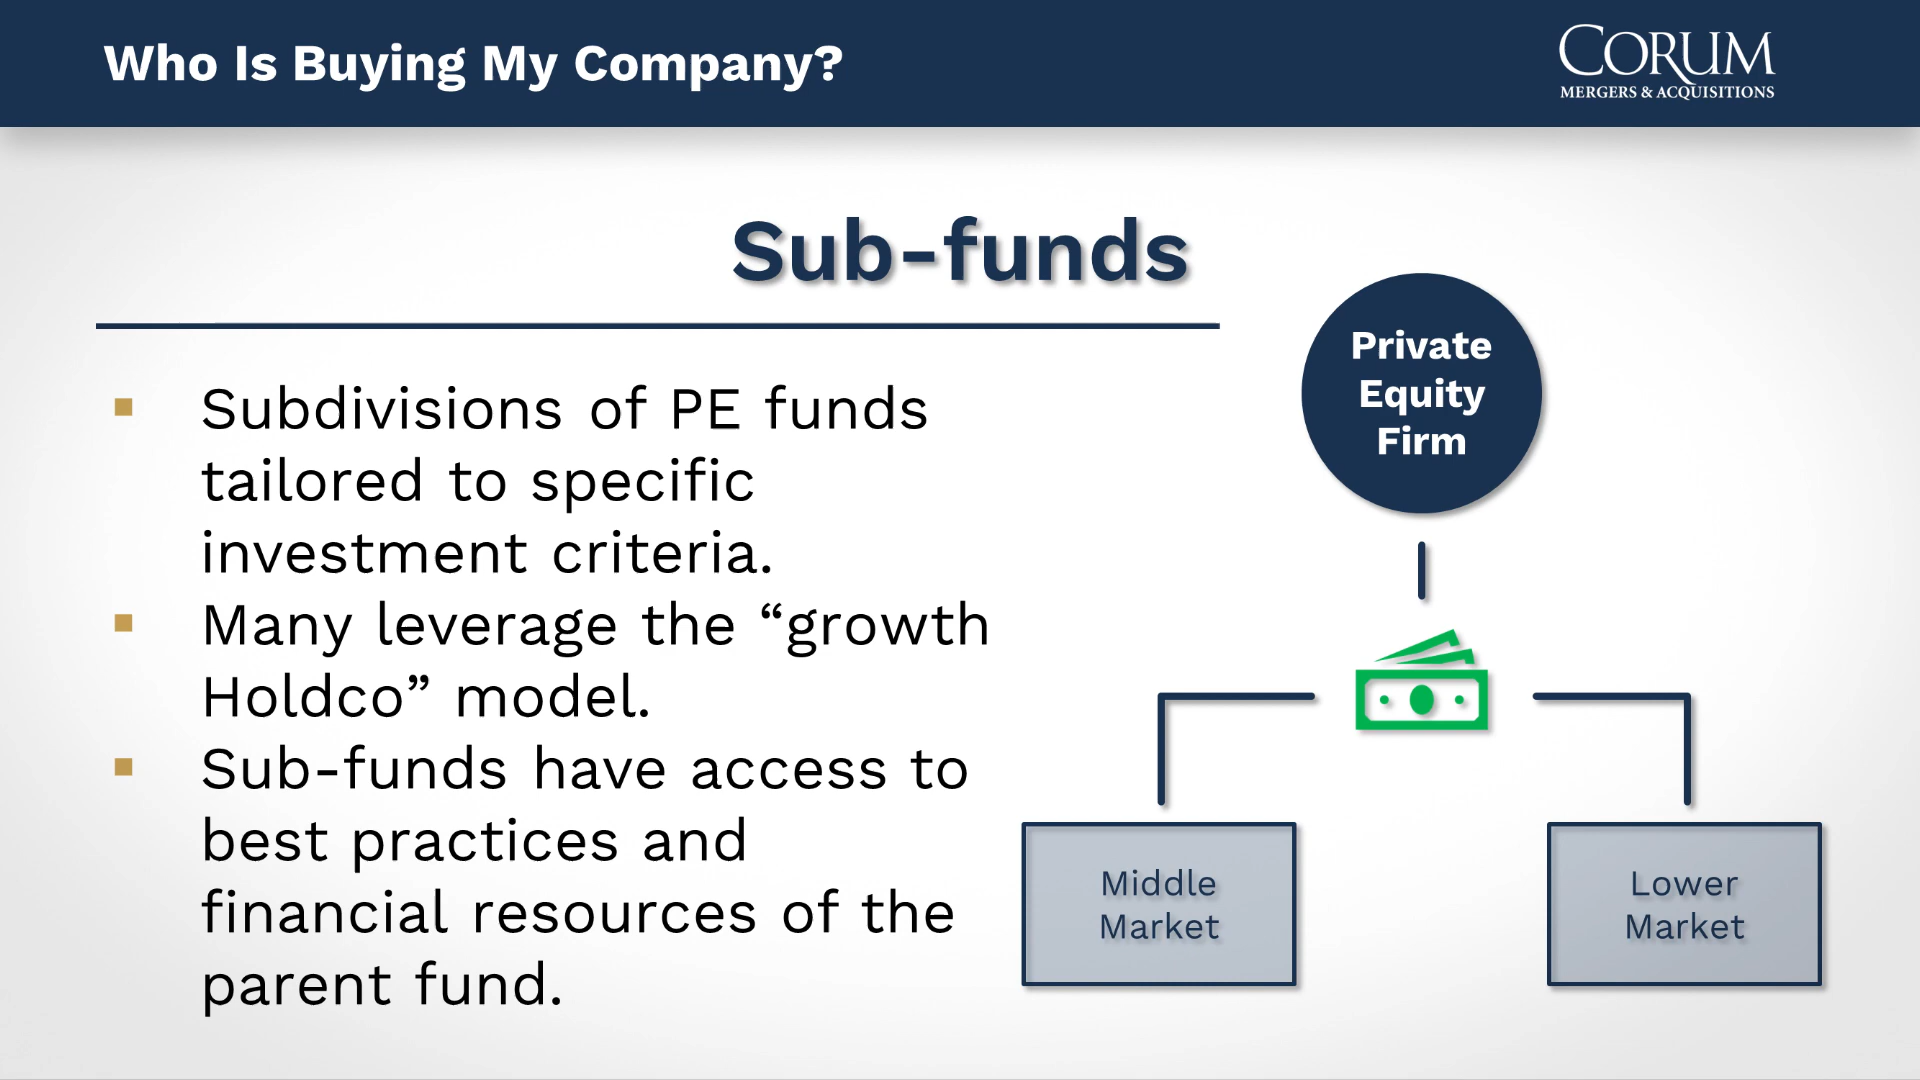 Who Is Buying My Company?
CORUM
MERGERS & ACQUISITIONS
Sub-funds
Subdivisions of PE funds
tailored to specific
investment criteria.
Many leverage the “growth
Holdco” model.
Sub-funds have access to
best practices and
financial resources of the
parent fund.
Private
Equity
Firm
Middle
Market
Lower
Market